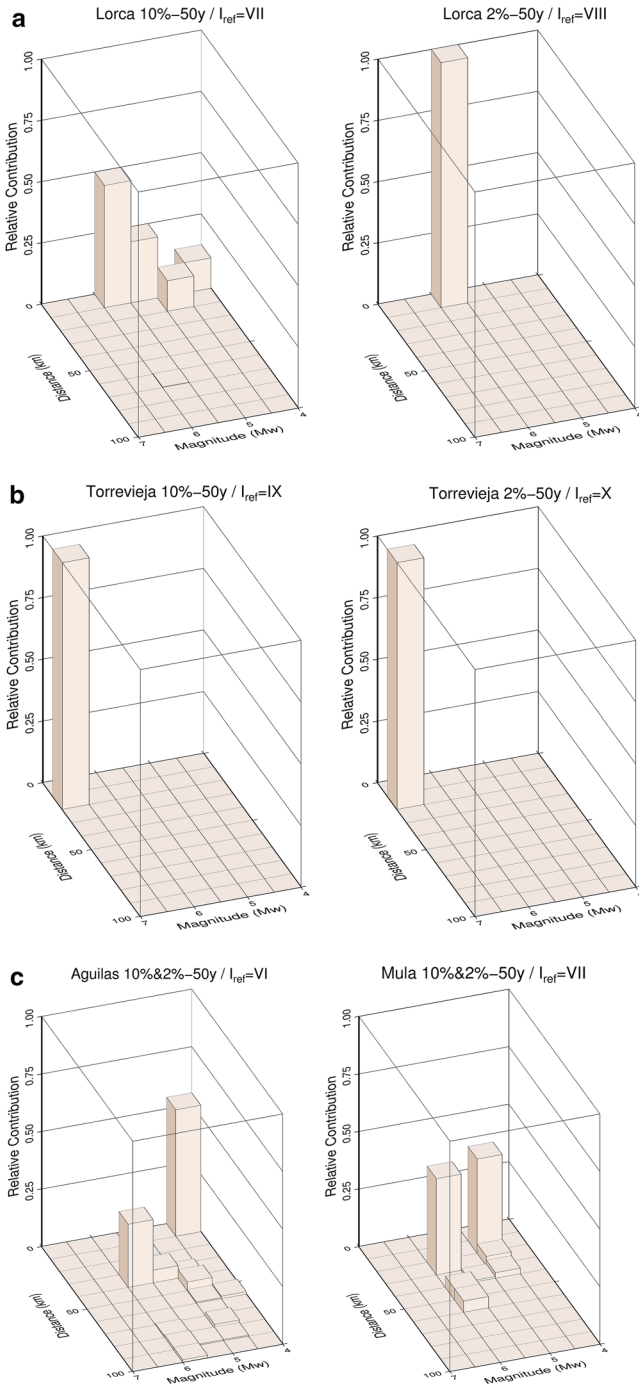 a
Lorca 10%−50y / Iref=VII
Lorca 2%−50y / Iref=VIII
Relative Contribution
1.00
0.75
0.50
0.25
0
Distance (km)
50
100
7
6
5
4
Magnitude (Mw)
Relative Contribution
1.00
0.75
0.50
0.25
0
Distance (km)
50
100
7
6
5
4
Magnitude (Mw)
b
Torrevieja 10%−50y / Iref=IX
Torrevieja 2%−50y / Iref=X
Relative Contribution
1.00
0.75
0.50
0.25
0
Distance (km)
50
100
7
6
5
4
Magnitude (Mw)
Relative Contribution
1.00
0.75
0.50
0.25
0
Distance (km)
50
100
7
6
5
4
Magnitude (Mw)
c
Aguilas 10%&2%−50y / Iref=VI
Mula 10%&2%−50y / Iref=VII
Relative Contribution
1.00
0.75
0.50
0.25
0
Distance (km)
50
100
7
6
5
4
Magnitude (Mw)
Relative Contribution
1.00
0.75
0.50
0.25
0
Distance (km)
50
100
7
6
5
4
Magnitude (Mw)